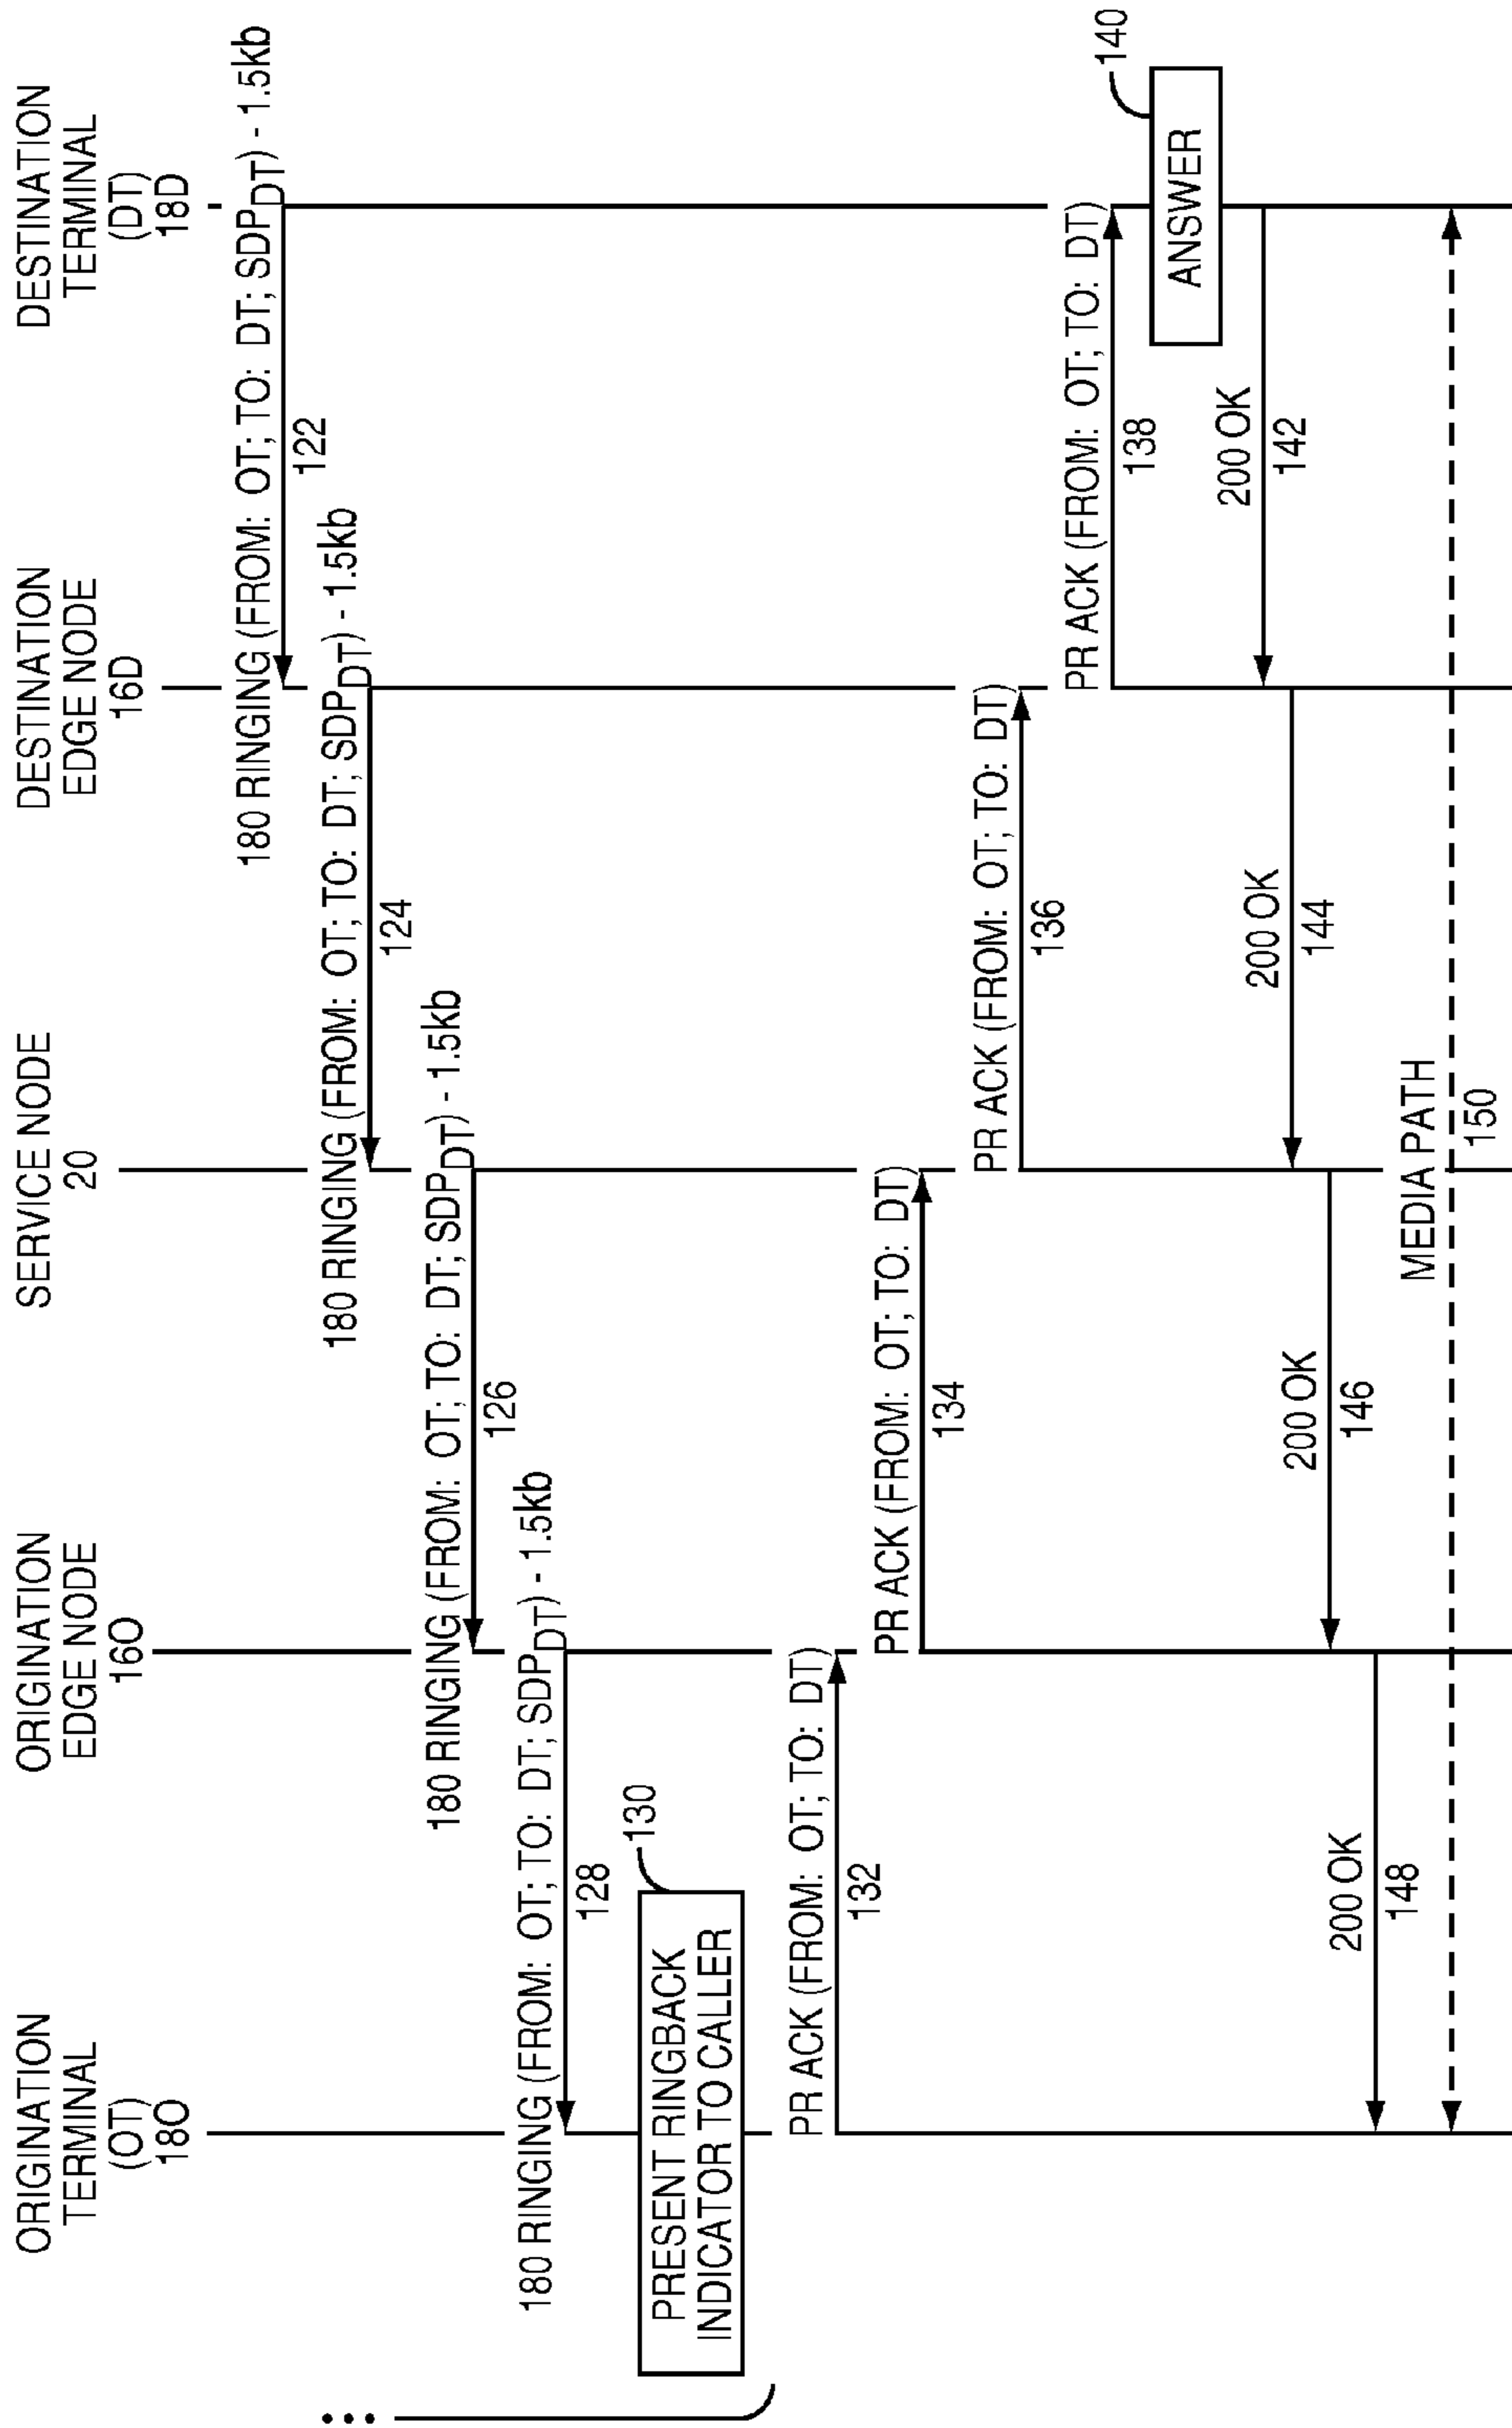 ORIGINATION
TERMINAL
(OT)
18O
ORIGINATION
EDGE NODE
16O
SERVICE NODE
20
DESTINATION
EDGE NODE
16D
DESTINATION
TERMINAL
(DT)
18D
180 RINGING (FROM: OT; TO: DT; SDPDT) - 1.5kb
122
180 RINGING (FROM: OT; TO: DT; SDPDT) - 1.5kb
124
180 RINGING (FROM: OT; TO: DT; SDPDT) - 1.5kb
126
180 RINGING (FROM: OT; TO: DT; SDPDT) - 1.5kb
128
130
PRESENT RINGBACK
INDICATOR TO CALLER
PR ACK (FROM: OT; TO: DT)
132
PR ACK (FROM: OT; TO: DT)
134
PR ACK (FROM: OT; TO: DT)
136
PR ACK (FROM: OT; TO: DT)
138
140
ANSWER
200 OK
142
200 OK
144
200 OK
146
200 OK
148
MEDIA PATH
150